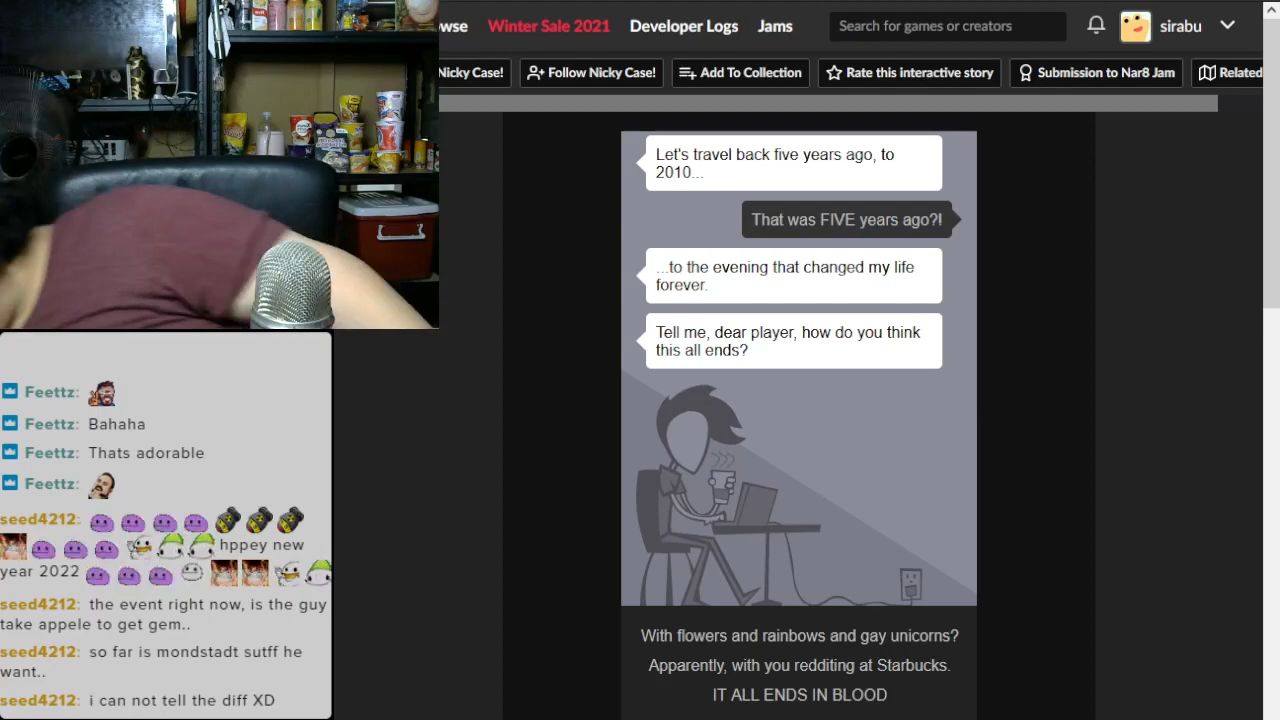 owse Winter Sale 2021 Developer Logs Jams Search for games or creators sirabu
Nicky Case! Follow Nicky Case! Add To Collection Rate this interactive story Submission to Nar8 Jam Related
Let's travel back five years ago, to
2010...
That was FIVE years ago?!
...to the evening that changed my life
forever.
Tell me, dear player, how do you think
this all ends?
With flowers and rainbows and gay unicorns?
Apparently, with you redditing at Starbucks.
IT ALL ENDS IN BLOOD
Feettz:
Feettz: Bahaha
Feettz: Thats adorable
Feettz:
seed4212:
hppey new
year 2022
seed4212: the event right now, is the guy
take appele to get gem..
seed4212: so far is mondstadt sutff he
want..
seed4212: i can not tell the diff XD